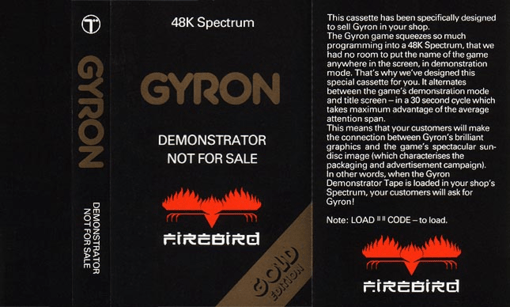 T
GYRON
DEMONSTRATOR
NOT FOR SALE
48K Spectrum
GYRON
DEMONSTRATOR
NOT FOR SALE
FIREBIRD
GOLD
EDITION
This cassette has been specifically designed
to sell Gyron in your shop.
The Gyron game squeezes so much
programming into a 48K Spectrum, that we
had no room to put the name of the game
anywhere in the screen, in demonstration
mode. That's why we've designed this
special cassette for you. It alternates
between the game's demonstration mode
and title screen – in a 30 second cycle which
takes maximum advantage of the average
attention span.
This means that your customers will make
the connection between Gyron's brilliant
graphics and the game's spectacular sun-
disc image (which characterises the
packaging and advertisement campaign).
In other words, when the Gyron
Demonstrator Tape is loaded in your shop's
Spectrum, your customers will ask for
Gyron!
Note: LOAD "" CODE – to load.
FIREBIRD